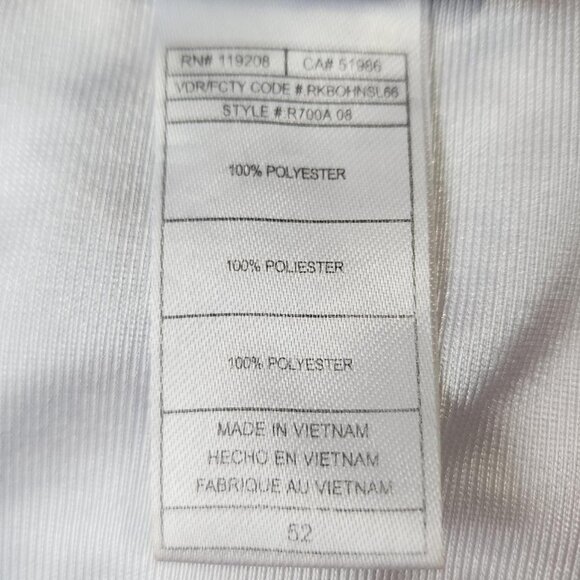 RN# 119208 CA# 51986
VDR/FCTY CODE # RKBOHNSL66
STYLE # R700A 08
100% POLYESTER
100% POLIESTER
100% POLYESTER
MADE IN VIETNAM
HECHO EN VIETNAM
FABRIQUE AU VIETNAM
52